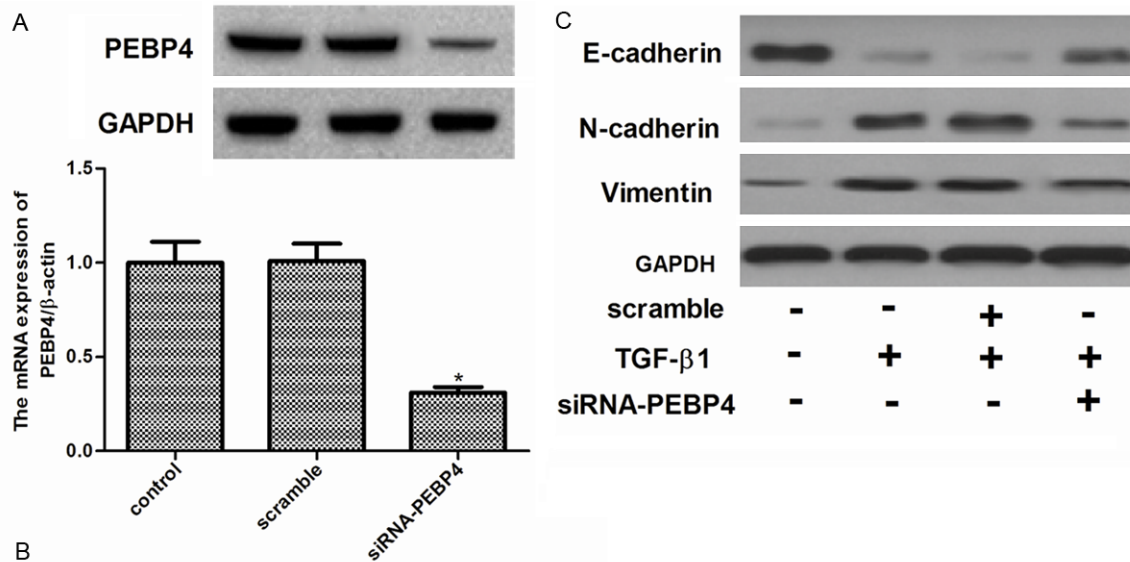 A
PEBP4
GAPDH
The mRNA expression of
PEBP4/β-actin
1.5
1.0
0.5
0.0
*
control
scramble
siRNA-PEBP4
B
C
E-cadherin
N-cadherin
Vimentin
GAPDH
scramble - - + -
TGF-β1 - + + +
siRNA-PEBP4 - - - +